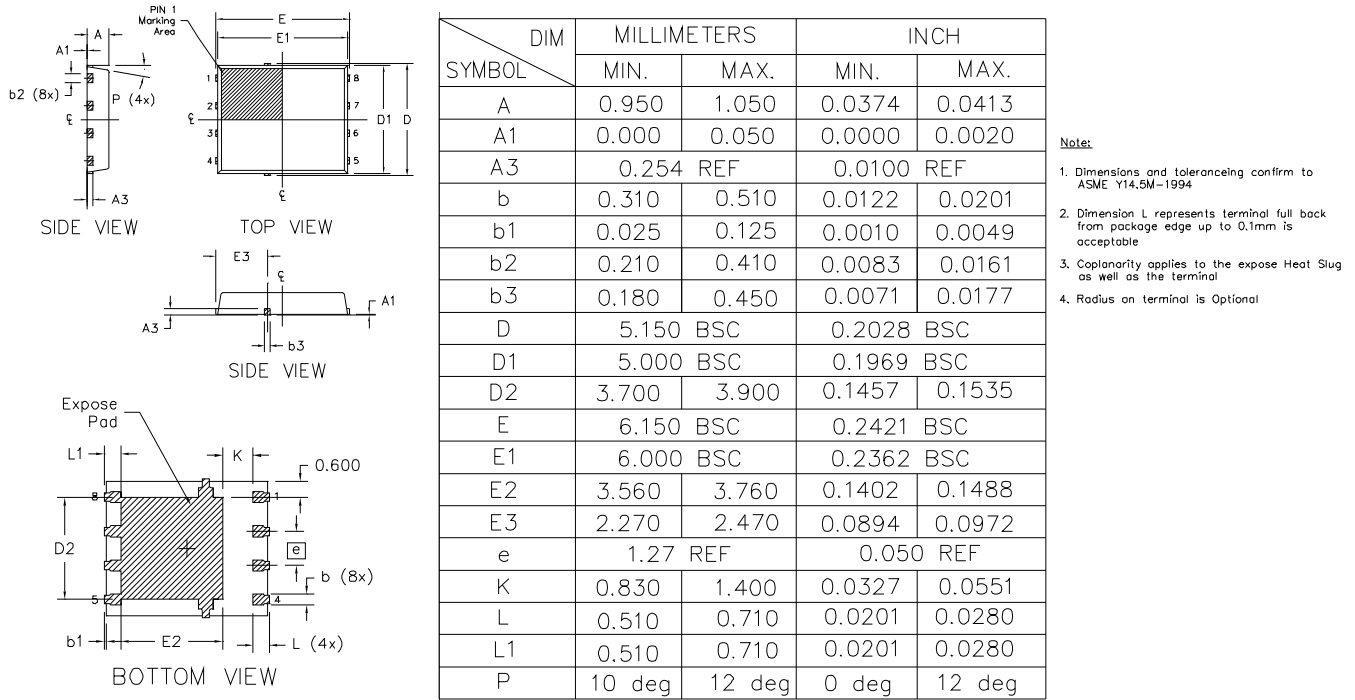 PIN 1
Marking
Area
A
A1
b2 (8x)
P (4x)
℄
A3
SIDE VIEW
E
E1
1
2
3
4
8
7
6
5
℄
D1
D
℄
TOP VIEW
E3
℄
A3
A1
b3
SIDE VIEW
Expose
Pad
L1
K
0.600
8
1
D2
e
b (8x)
5
4
b1
E2
L (4x)
BOTTOM VIEW
DIM MILLIMETERS INCH
SYMBOL MIN. MAX. MIN. MAX.
A 0.950 1.050 0.0374 0.0413
A1 0.000 0.050 0.0000 0.0020
A3 0.254 REF 0.0100 REF
b 0.310 0.510 0.0122 0.0201
b1 0.025 0.125 0.0010 0.0049
b2 0.210 0.410 0.0083 0.0161
b3 0.180 0.450 0.0071 0.0177
D 5.150 BSC 0.2028 BSC
D1 5.000 BSC 0.1969 BSC
D2 3.700 3.900 0.1457 0.1535
E 6.150 BSC 0.2421 BSC
E1 6.000 BSC 0.2362 BSC
E2 3.560 3.760 0.1402 0.1488
E3 2.270 2.470 0.0894 0.0972
e 1.27 REF 0.050 REF
K 0.830 1.400 0.0327 0.0551
L 0.510 0.710 0.0201 0.0280
L1 0.510 0.710 0.0201 0.0280
P 10 deg 12 deg 0 deg 12 deg
Note:
1. Dimensions and toleranceing confirm to
ASME Y14.5M-1994
2. Dimension L represents terminal full back
from package edge up to 0.1mm is
acceptable
3. Coplanarity applies to the expose Heat Slug
as well as the terminal
4. Radius on terminal is Optional